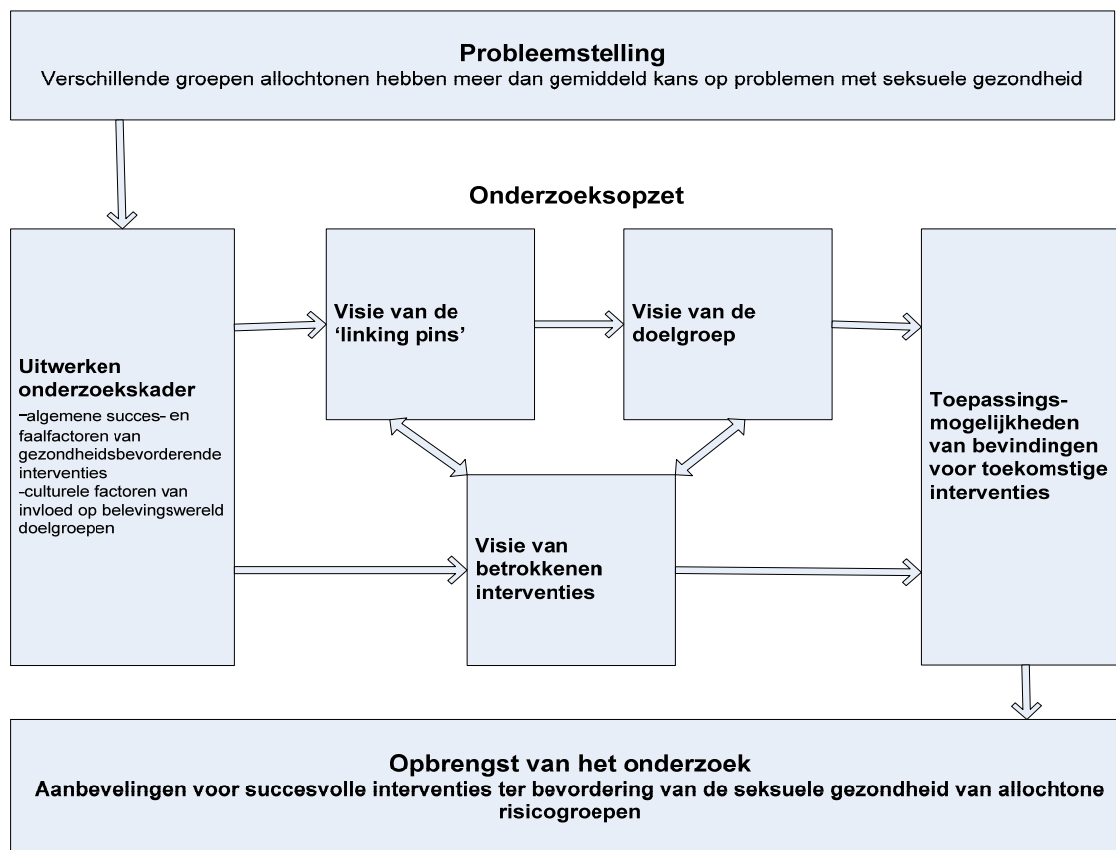 Probleemstelling
Verschillende groepen allochtonen hebben meer dan gemiddeld kans op problemen met seksuele gezondheid
Onderzoeksopzet
Uitwerken
onderzoekskader
–algemene succes- en
faalfactoren van
gezondheidsbevorderende
interventies
-culturele factoren van
invloed op belevingswereld
doelgroepen
Visie van de
‘linking pins’
Visie van de
doelgroep
Visie van
betrokkenen
interventies
Toepassings-
mogelijkheden
van bevindingen
voor toekomstige
interventies
Opbrengst van het onderzoek
Aanbevelingen voor succesvolle interventies ter bevordering van de seksuele gezondheid van allochtone
risicogroepen